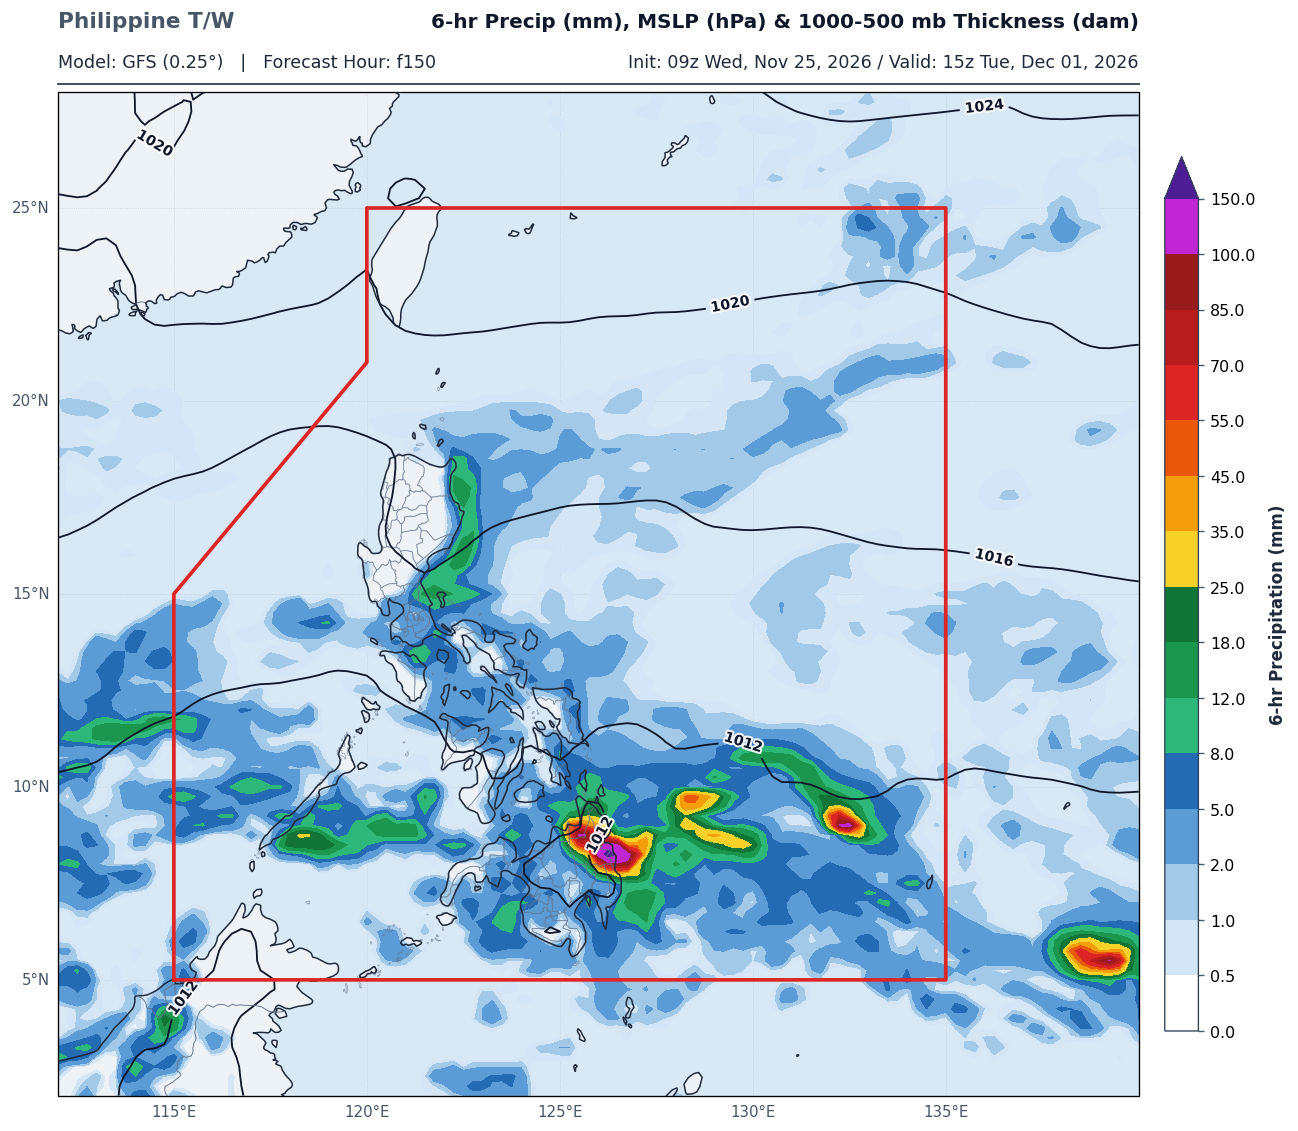 Philippine T/W
6-hr Precip (mm), MSLP (hPa) & 1000-500 mb Thickness (dam)
Model: GFS (0.25°) | Forecast Hour: f150
Init: 09z Wed, Nov 25, 2026 / Valid: 15z Tue, Dec 01, 2026
1024
1020
1020
1016
1012
1012
1012
25°N
20°N
15°N
10°N
5°N
115°E
120°E
125°E
130°E
135°E
150.0
100.0
85.0
70.0
55.0
45.0
35.0
25.0
18.0
12.0
8.0
5.0
2.0
1.0
0.5
0.0
6-hr Precipitation (mm)